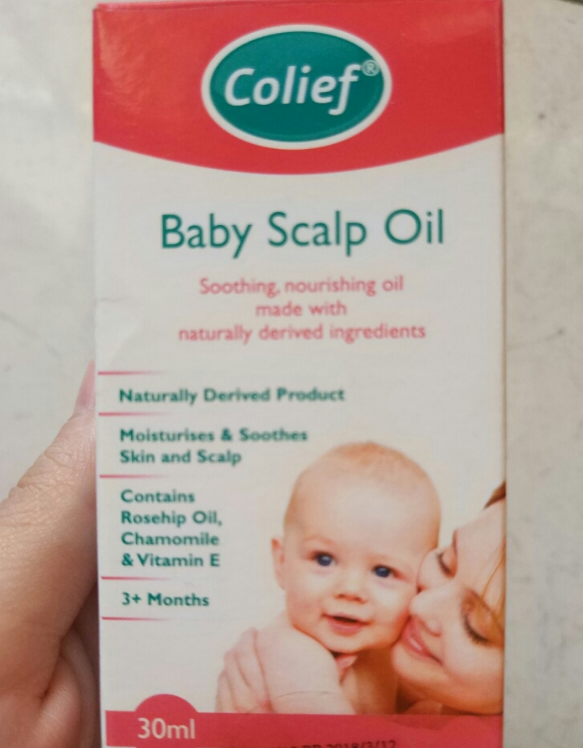 Colief®
Baby Scalp Oil
Soothing, nourishing oil
made with
naturally derived ingredients
Naturally Derived Product
Moisturises & Soothes
Skin and Scalp
Contains
Rosehip Oil,
Chamomile
& Vitamin E
3+ Months
30ml